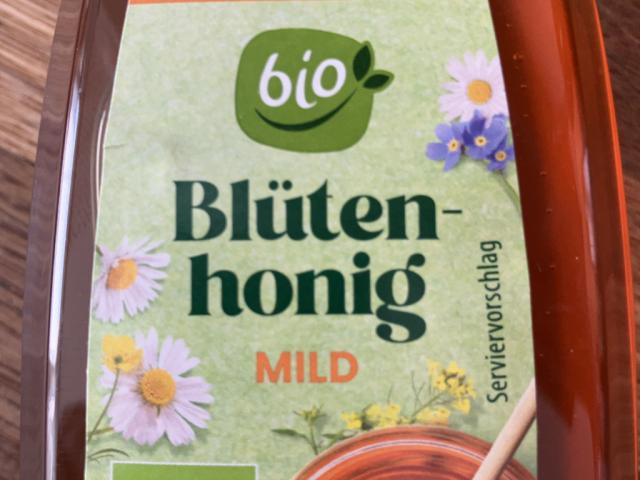 bio
Blüten-
honig
MILD
Serviervorschlag